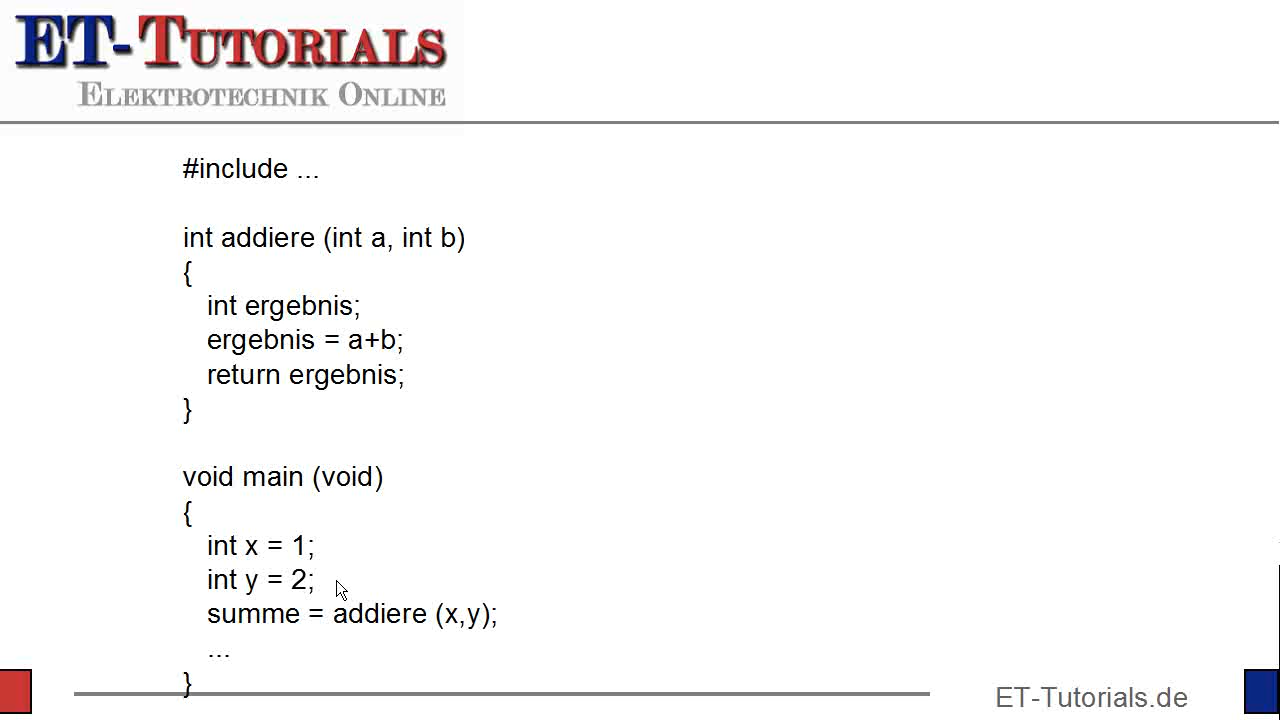 ET-TUTORIALS
ELEKTROTECHNIK ONLINE
#include ...
int addiere (int a, int b)
{
int ergebnis;
ergebnis = a+b;
return ergebnis;
}
void main (void)
{
int x = 1;
int y = 2;
summe = addiere (x,y);
...
}
ET-Tutorials.de